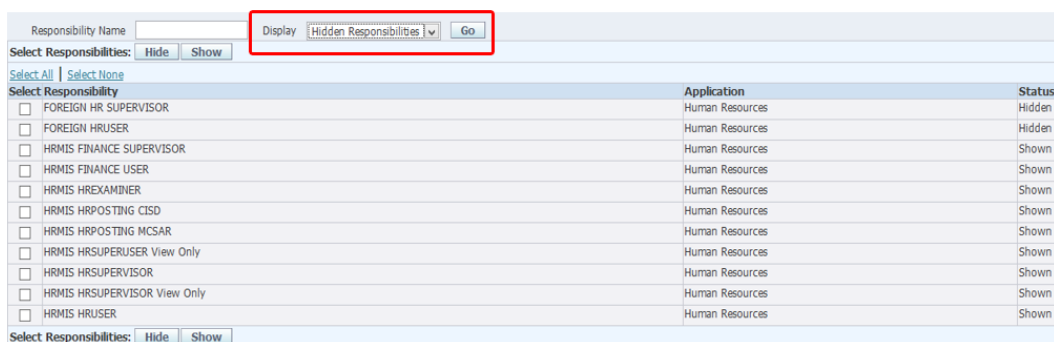 Responsibility Name Display Hidden Responsibilities Go
Select Responsibilities: Hide Show
Select All | Select None
Select Responsibility Application Status
FOREIGN HR SUPERVISOR Human Resources Hidden
FOREIGN HRUSER Human Resources Hidden
HRMIS FINANCE SUPERVISOR Human Resources Shown
HRMIS FINANCE USER Human Resources Shown
HRMIS HREXAMINER Human Resources Shown
HRMIS HRPOSTING CISD Human Resources Shown
HRMIS HRPOSTING MCSAR Human Resources Shown
HRMIS HRSUPERUSER View Only Human Resources Shown
HRMIS HRSUPERVISOR Human Resources Shown
HRMIS HRSUPERVISOR View Only Human Resources Shown
HRMIS HRUSER Human Resources Shown
Select Responsibilities: Hide Show